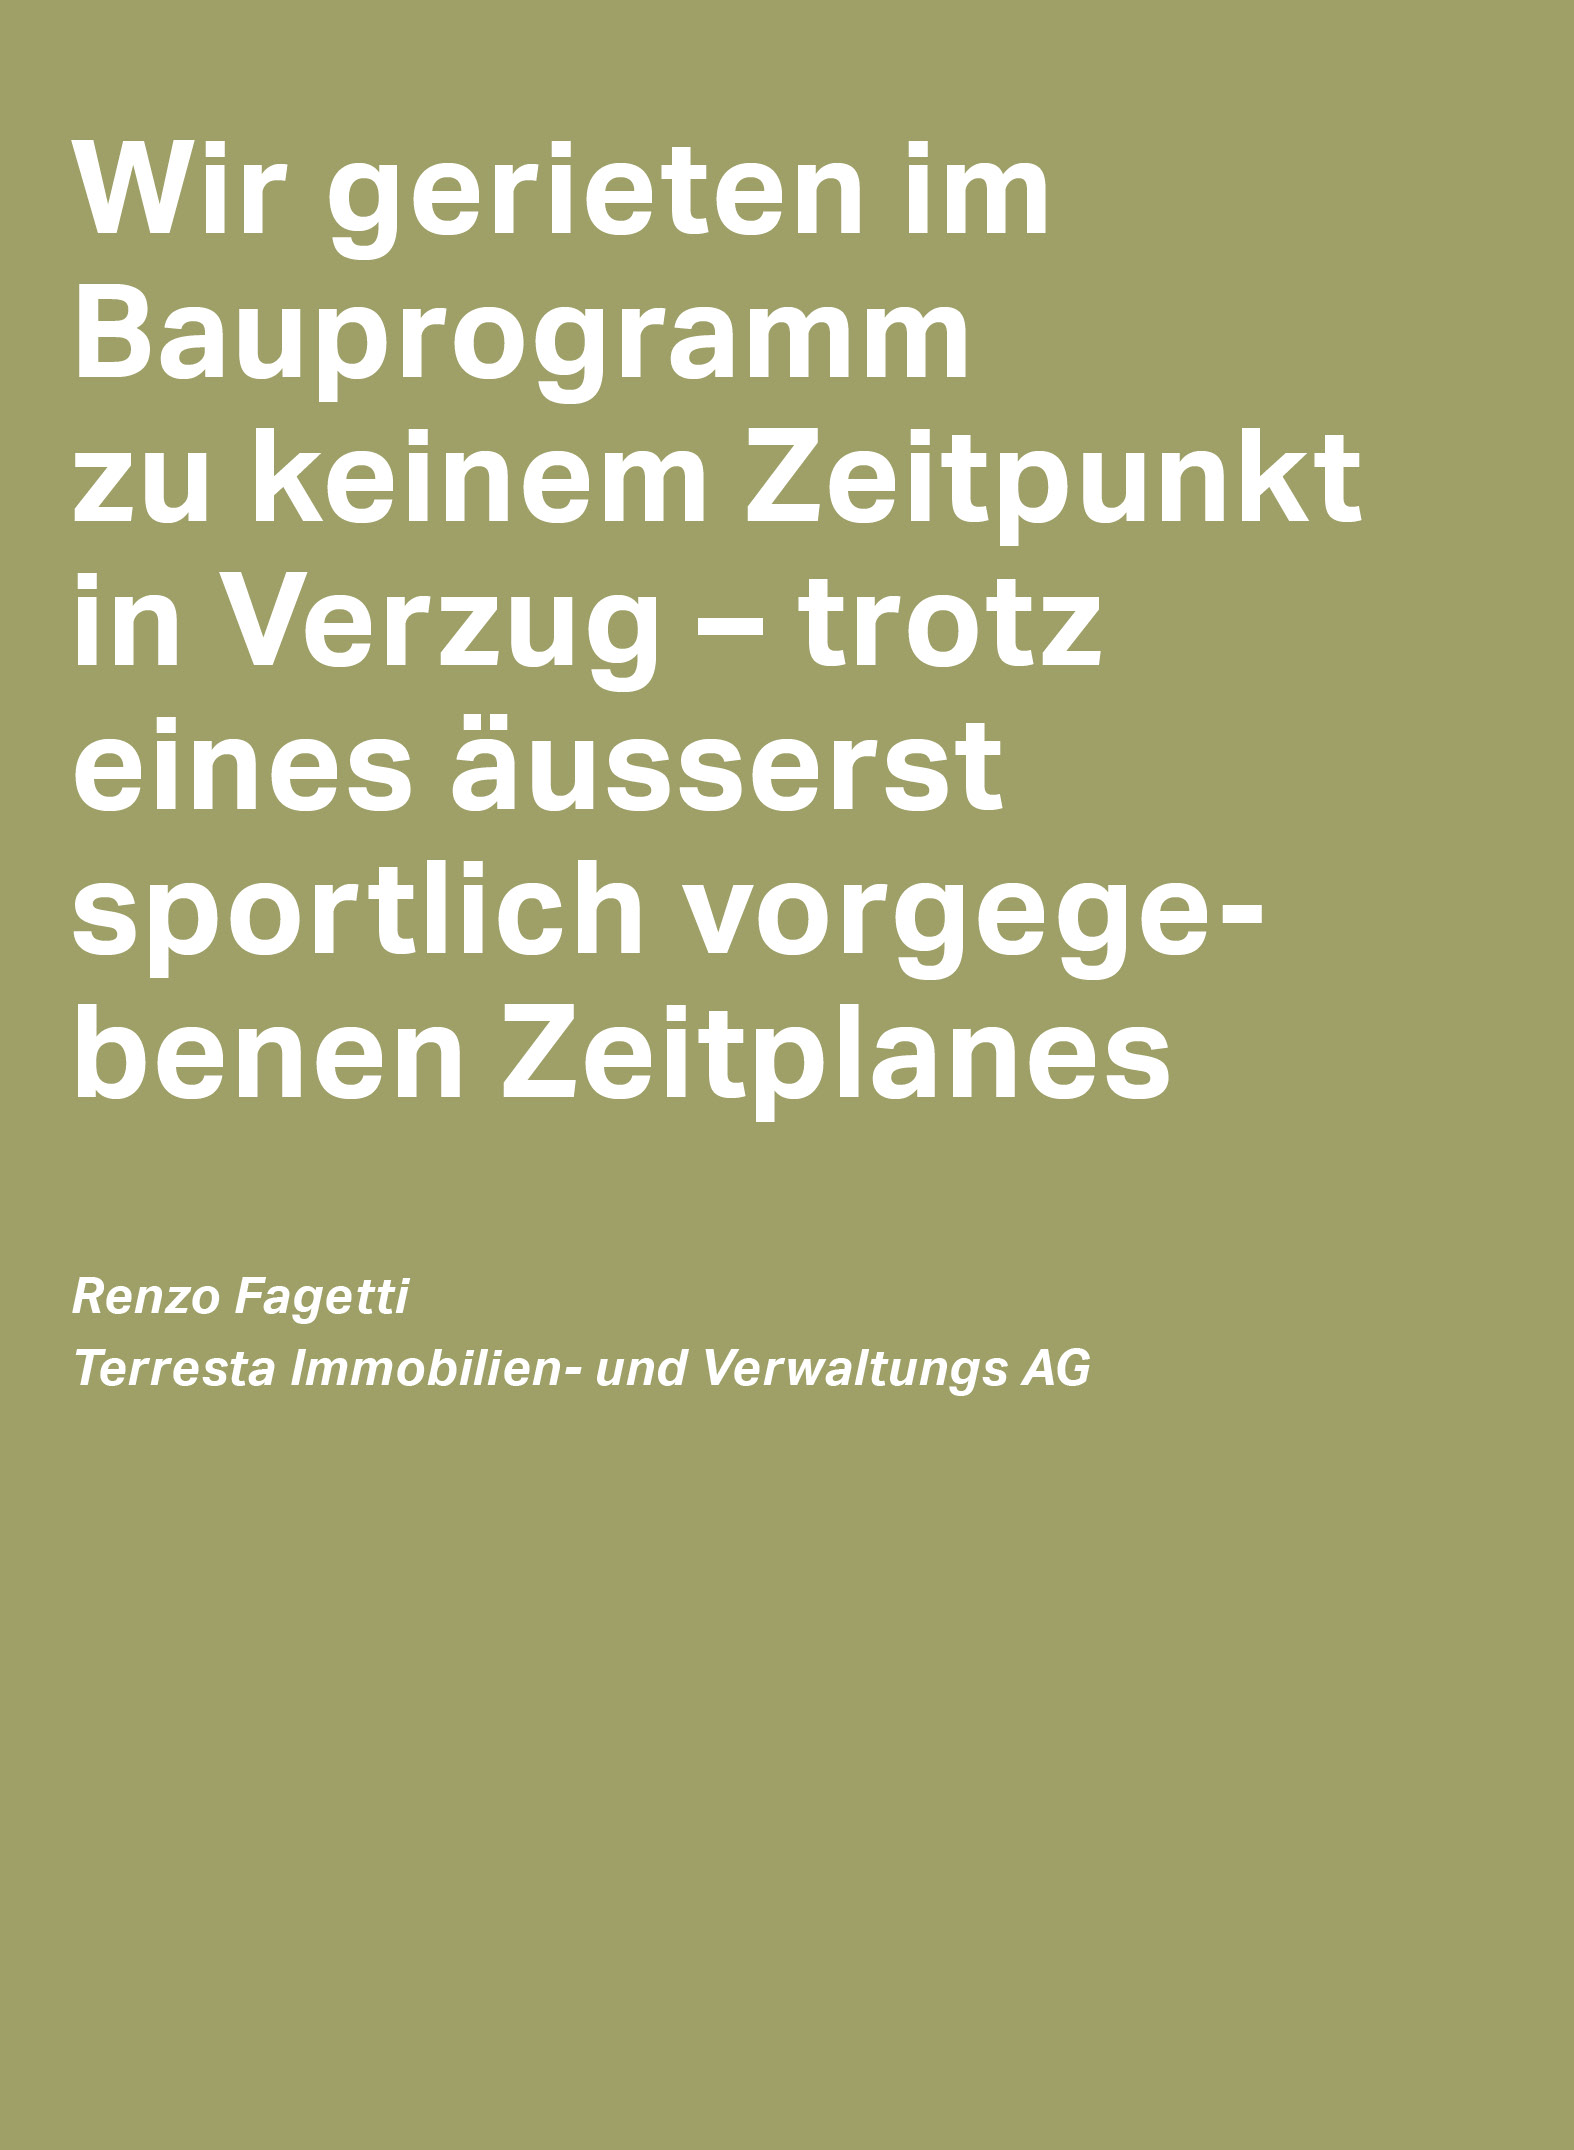 Wir gerieten im
Bauprogramm
zu keinem Zeitpunkt
in Verzug – trotz
eines äusserst
sportlich vorgege-
benen Zeitplanes
Renzo Fagetti
Terresta Immobilien- und Verwaltungs AG